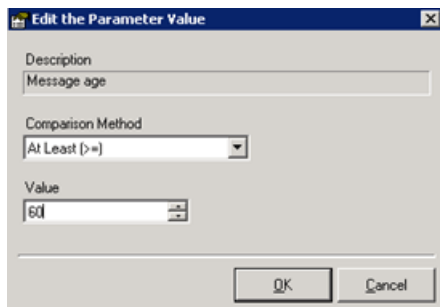 Edit the Parameter Value
Description
Message age
Comparison Method
At Least (>=)
Value
60
OK
Cancel